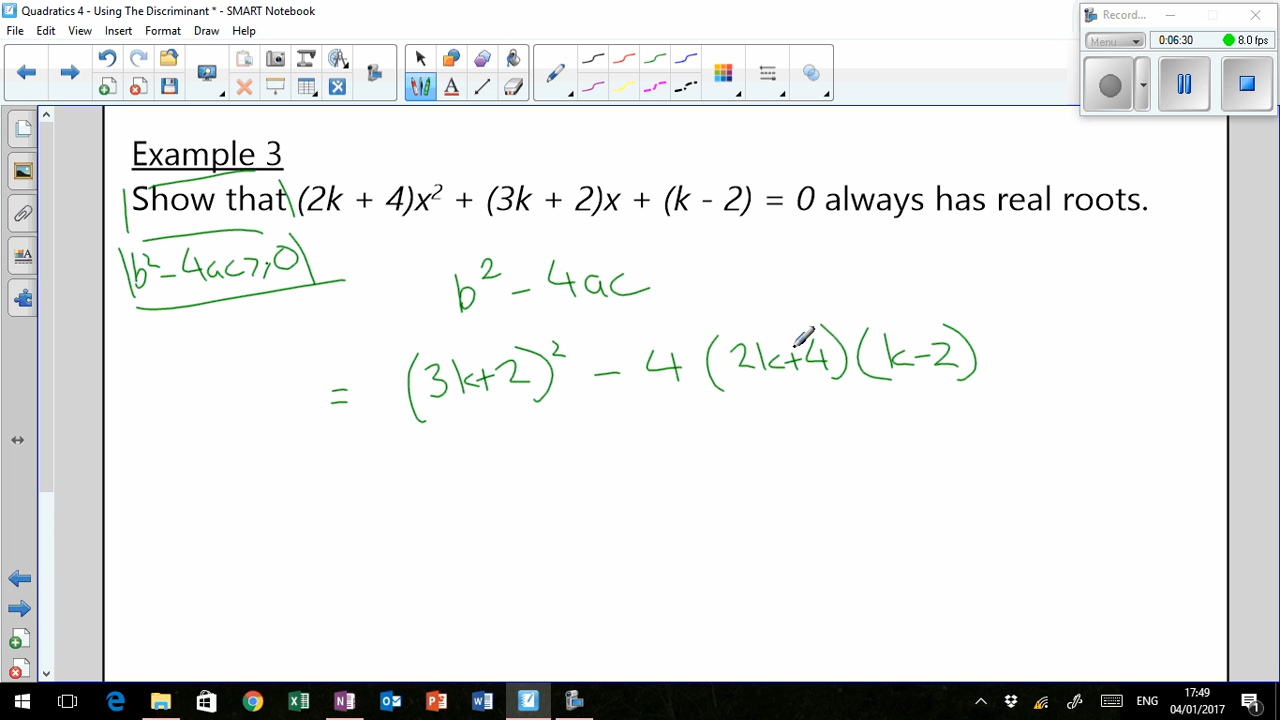 Quadratics 4 - Using The Discriminant * - SMART Notebook
File Edit View Insert Format Draw Help
Record...
Menu 0:06:30 8.0 fps
Example 3
Show that (2k + 4)x² + (3k + 2)x + (k - 2) = 0 always has real roots.
b² - 4ac ≥ 0
b² - 4ac
= (3k+2)² - 4 (2k+4)(k-2)
ENG
17:49
04/01/2017